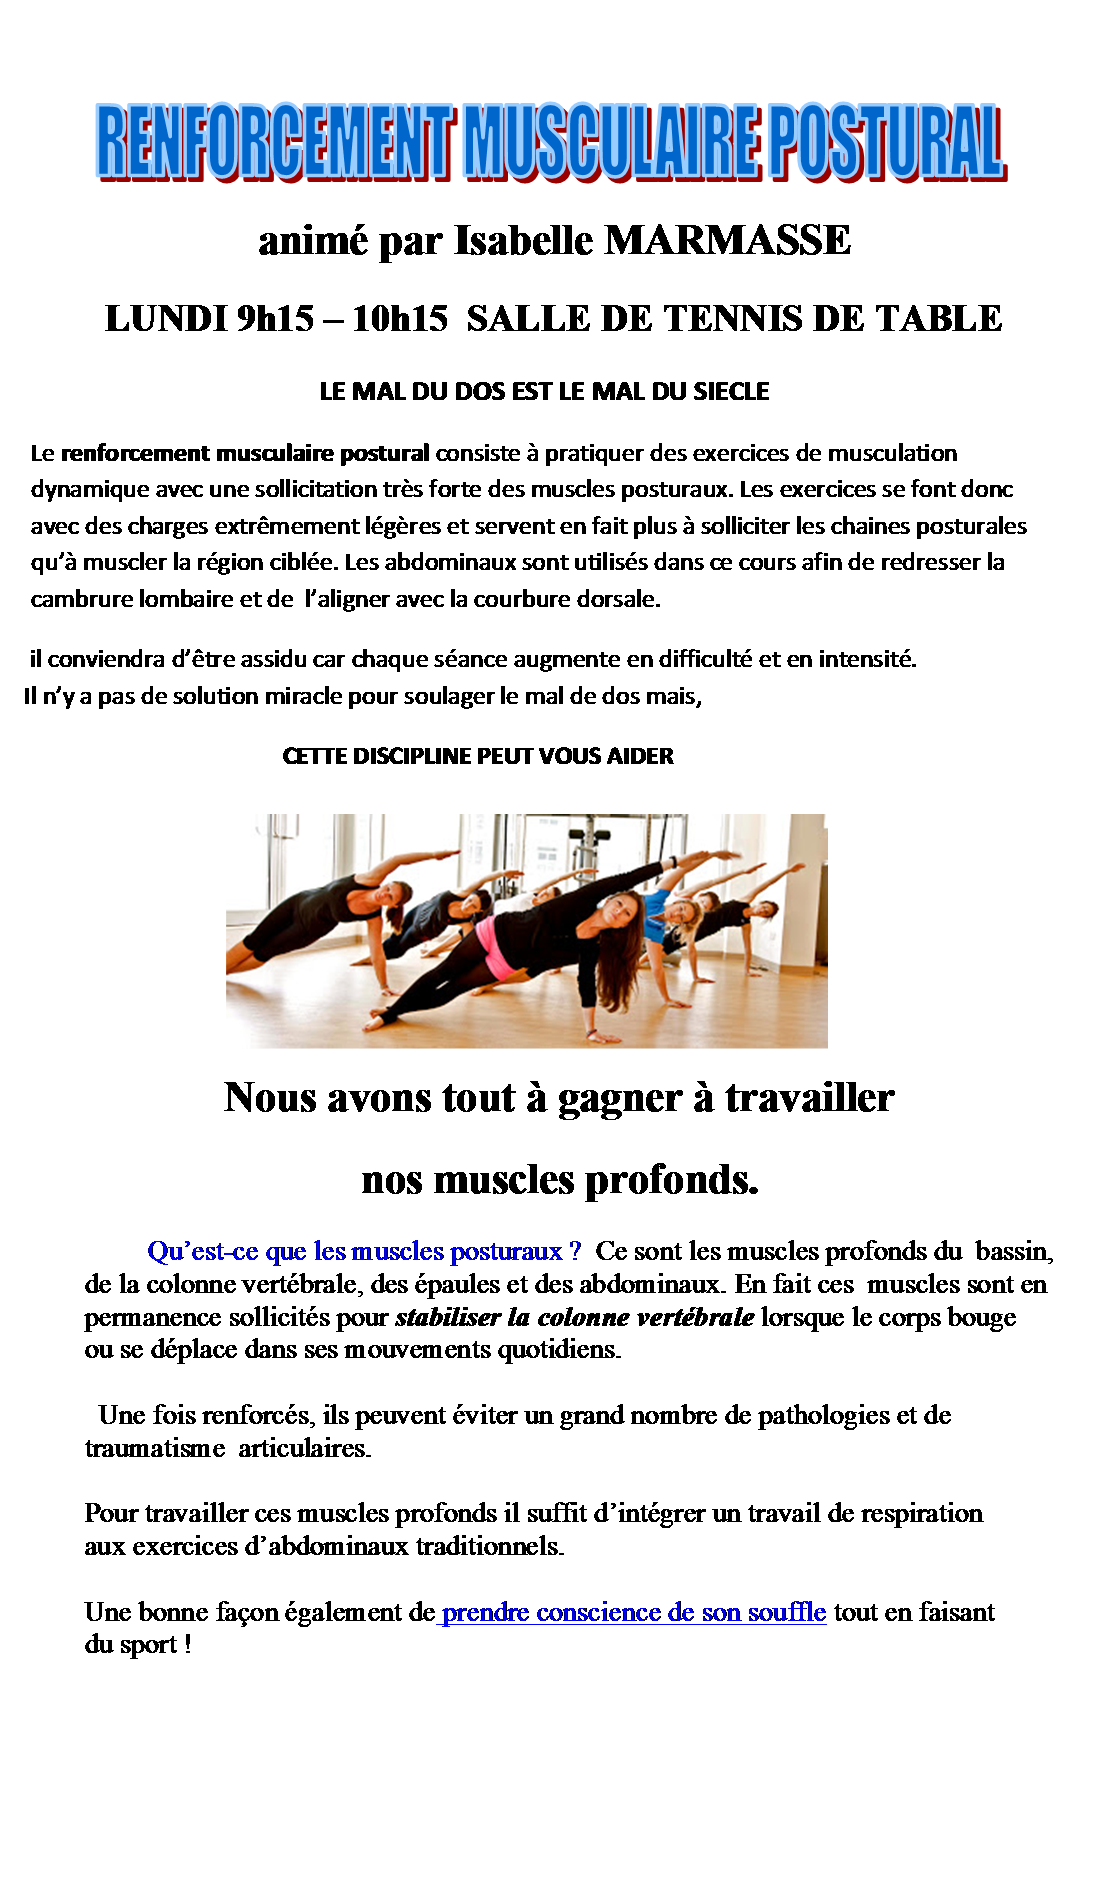 RENFORCEMENT MUSCULAIRE POSTURAL
animé par Isabelle MARMASSE
LUNDI 9h15 – 10h15  SALLE DE TENNIS DE TABLE
LE MAL DU DOS EST LE MAL DU SIECLE
Le renforcement musculaire postural consiste à pratiquer des exercices de musculation
dynamique avec une sollicitation très forte des muscles posturaux. Les exercices se font donc
avec des charges extrêmement légères et servent en fait plus à solliciter les chaines posturales
qu’à muscler la région ciblée. Les abdominaux sont utilisés dans ce cours afin de redresser la
cambrure lombaire et de  l’aligner avec la courbure dorsale.
il conviendra d’être assidu car chaque séance augmente en difficulté et en intensité.
Il n’y a pas de solution miracle pour soulager le mal de dos mais,
CETTE DISCIPLINE PEUT VOUS AIDER
Nous avons tout à gagner à travailler
nos muscles profonds.
Qu’est-ce que les muscles posturaux ?  Ce sont les muscles profonds du  bassin,
de la colonne vertébrale, des épaules et des abdominaux. En fait ces  muscles sont en
permanence sollicités pour stabiliser la colonne vertébrale lorsque le corps bouge
ou se déplace dans ses mouvements quotidiens.
Une fois renforcés, ils peuvent éviter un grand nombre de pathologies et de
traumatisme  articulaires.
Pour travailler ces muscles profonds il suffit d’intégrer un travail de respiration
aux exercices d’abdominaux traditionnels.
Une bonne façon également de prendre conscience de son souffle tout en faisant
du sport !